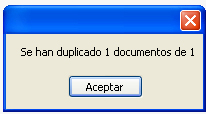 Se han duplicado 1 documentos de 1
Aceptar